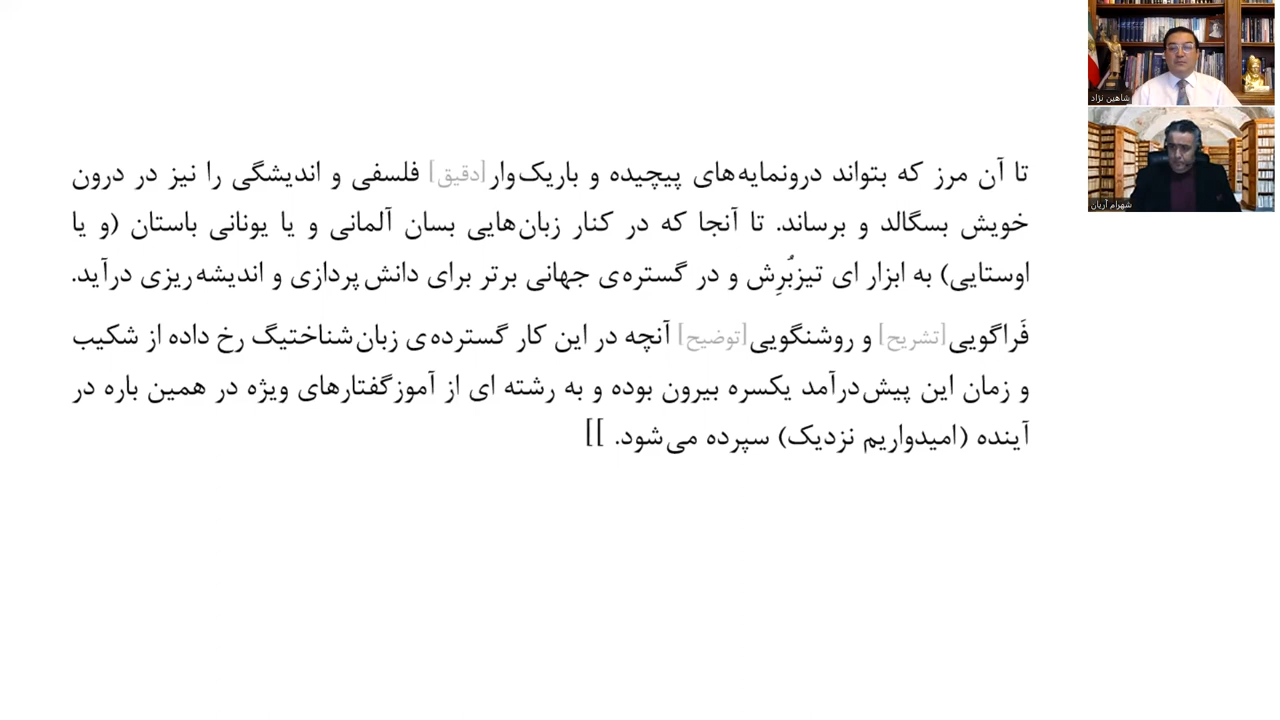 تا آن مرز که بتواند درونمایه‌های پیچیده و باریک‌وار[دقیق] فلسفی و اندیشگی را نیز در درون
خویش بسگالد و برساند. تا آنجا که در کنار زبان‌هایی بسان آلمانی و یا یونانی باستان (و یا
اوستایی) به ابزار ای تیزبُرِش و در گستره‌ی جهانی برتر برای دانش‌پردازی و اندیشه‌ریزی درآید.
فَراگویی[تشریح] و روشنگویی[توضیح] آنچه در این کار گسترده‌ی زبان‌شناختیگ رخ داده از شکیب
و زمان این پیش‌درآمد یکسره بیرون بوده و به رشته ای از آموزگفتارهای ویژه در همین باره در
آینده (امیدواریم نزدیک) سپرده می‌شود. ]]
شاهین نژاد
شهرام آریان